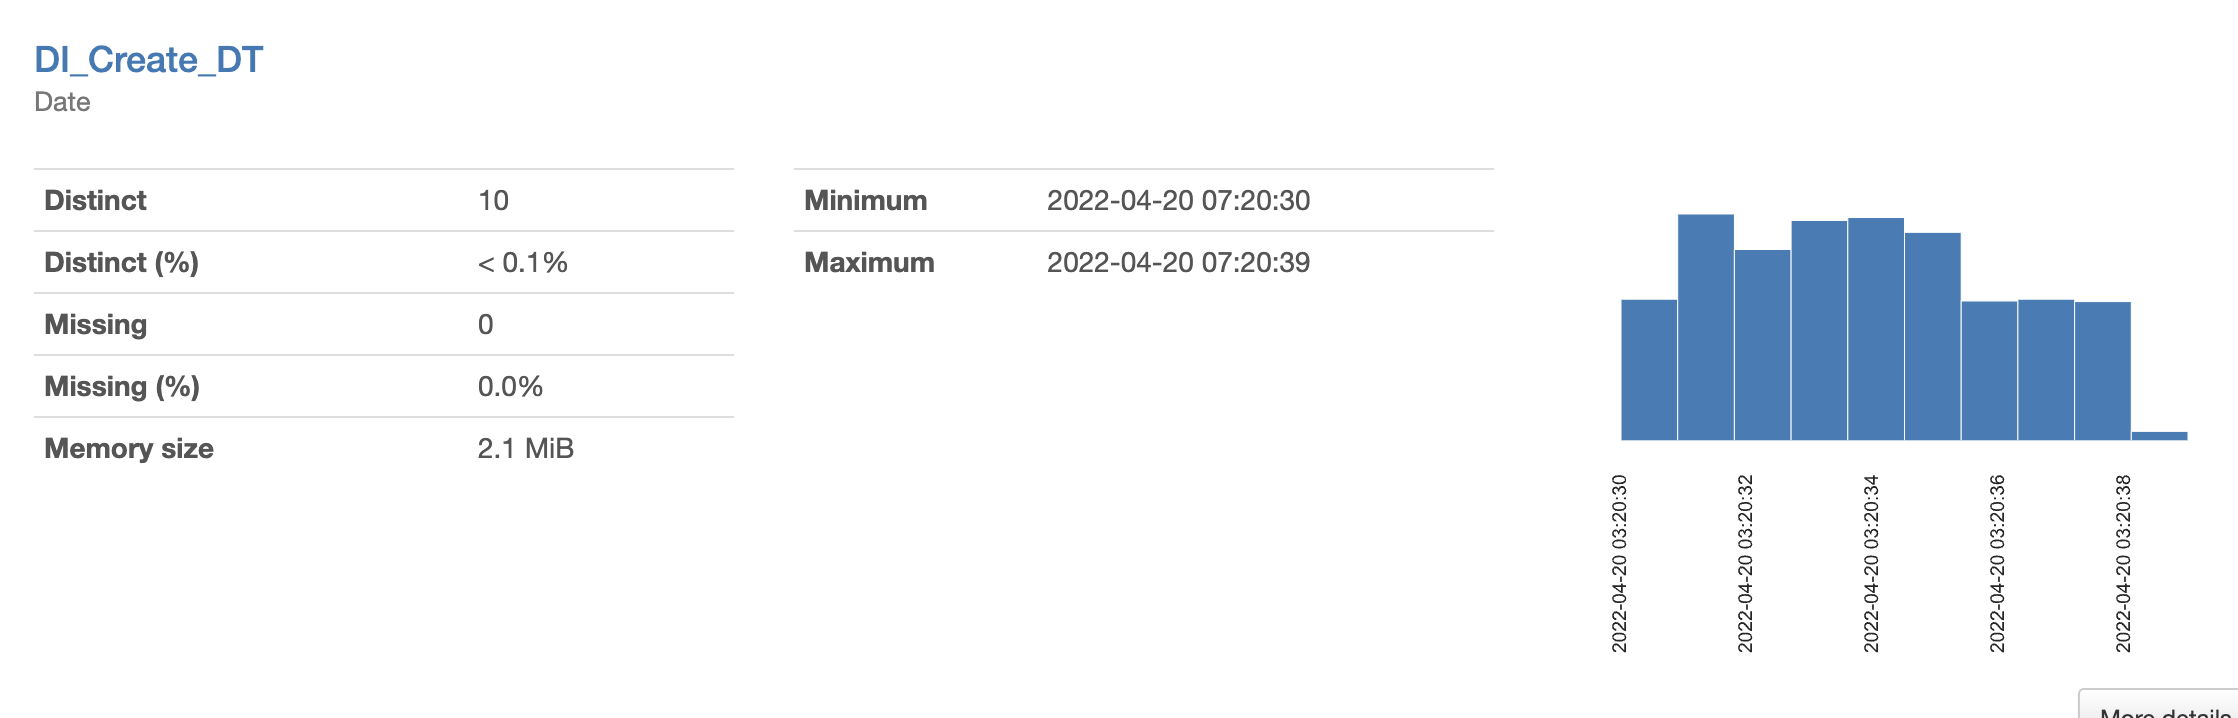 DI_Create_DT
Date
Distinct 10
Distinct (%) < 0.1%
Missing 0
Missing (%) 0.0%
Memory size 2.1 MiB
Minimum 2022-04-20 07:20:30
Maximum 2022-04-20 07:20:39
2022-04-20 03:20:30
2022-04-20 03:20:32
2022-04-20 03:20:34
2022-04-20 03:20:36
2022-04-20 03:20:38
More details